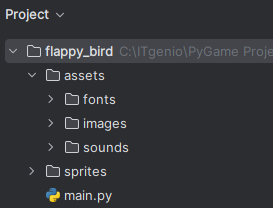 Project
flappy_bird C:\ITgenio\PyGame Proje
assets
fonts
images
sounds
sprites
main.py